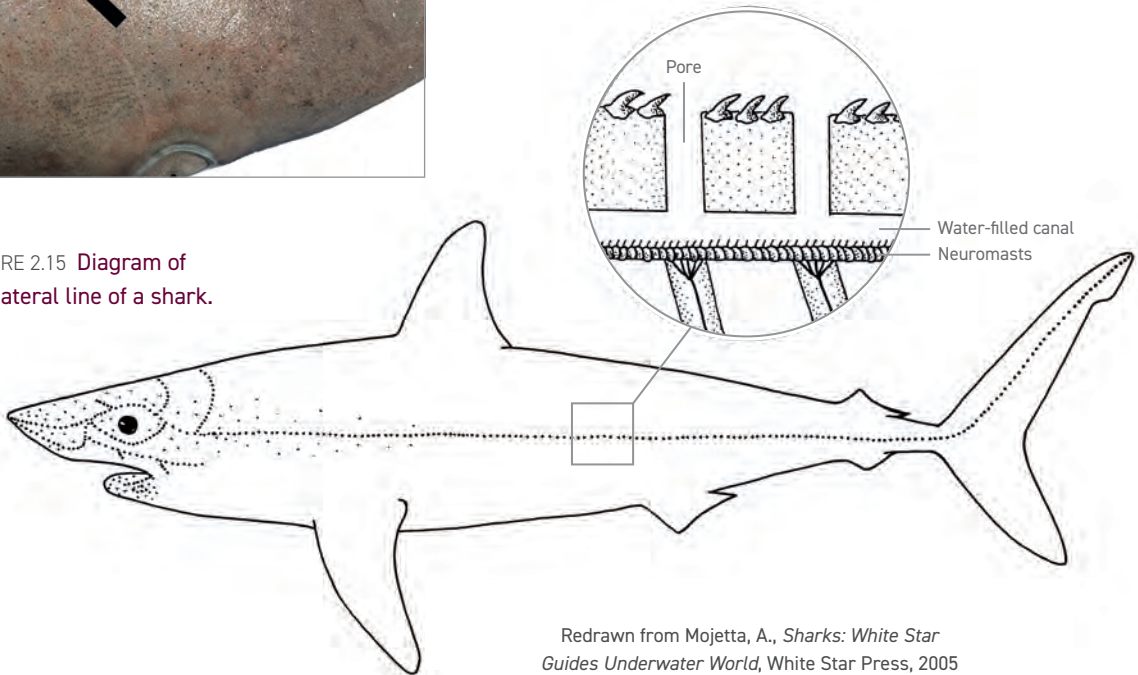 Pore
Water-filled canal
Neuromasts
RE 2.15 Diagram of
ateral line of a shark.
Redrawn from Mojetta, A., Sharks: White Star
Guides Underwater World, White Star Press, 2005